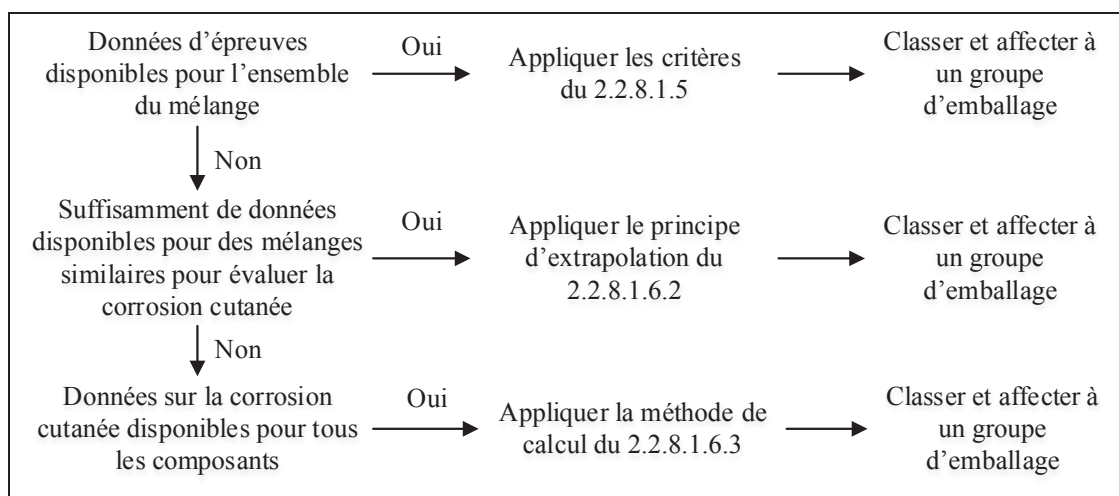 Données d'épreuves
disponibles pour l'ensemble
du mélange
Oui
Appliquer les critères
du 2.2.8.1.5
Classer et affecter à
un groupe
d'emballage
Non
Suffisamment de données
disponibles pour des mélanges
similaires pour évaluer la
corrosion cutanée
Oui
Appliquer le principe
d'extrapolation du
2.2.8.1.6.2
Classer et affecter à
un groupe
d'emballage
Non
Données sur la corrosion
cutanée disponibles pour tous
les composants
Oui
Appliquer la méthode de
calcul du 2.2.8.1.6.3
Classer et affecter à
un groupe
d'emballage